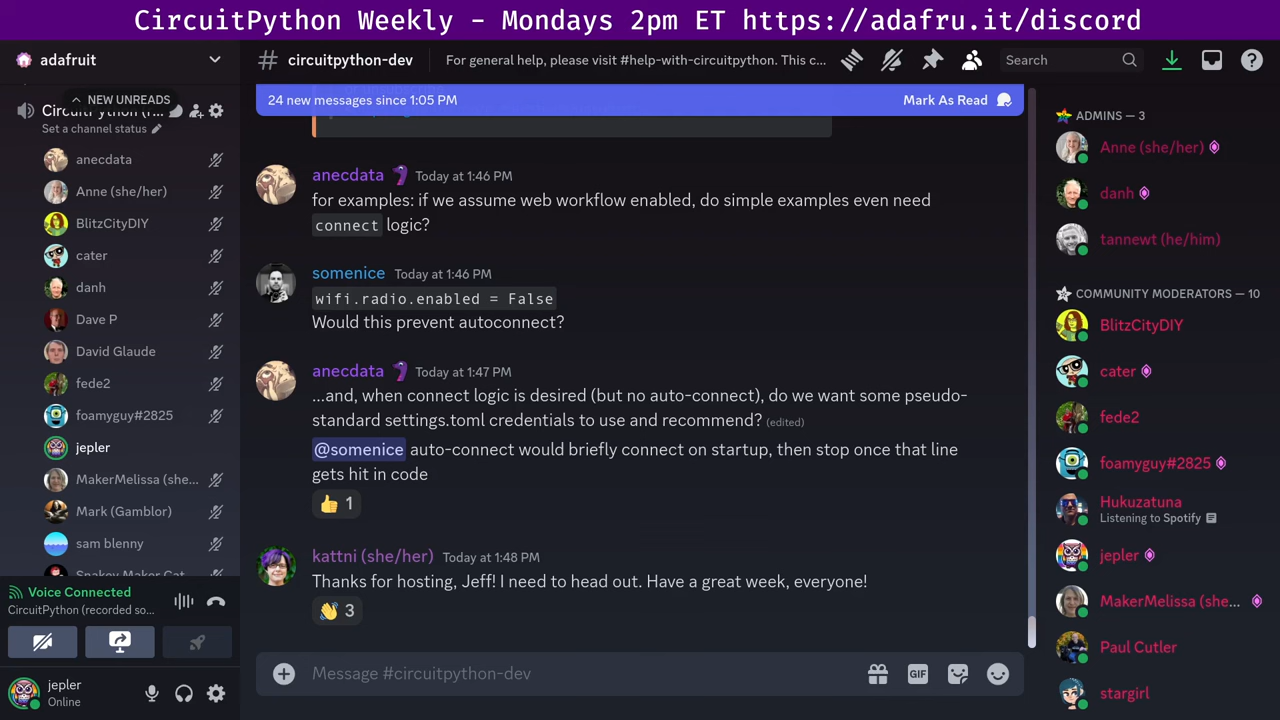 CircuitPython Weekly - Mondays 2pm ET https://adafru.it/discord
adafruit
NEW UNREADS
CircuitPython (r...
Set a channel status
anecdata
Anne (she/her)
BlitzCityDIY
cater
danh
Dave P
David Glaude
fede2
foamyguy#2825
jepler
MakerMelissa (she...
Mark (Gamblor)
sam blenny
Snakey Maker Cat
Voice Connected
CircuitPython (recorded so...
jepler
Online
# circuitpython-dev
For general help, please visit #help-with-circuitpython. This c...
Search
24 new messages since 1:05 PM
Mark As Read
anecdata Today at 1:46 PM
for examples: if we assume web workflow enabled, do simple examples even need
connect logic?
somenice Today at 1:46 PM
wifi.radio.enabled = False
Would this prevent autoconnect?
anecdata Today at 1:47 PM
...and, when connect logic is desired (but no auto-connect), do we want some pseudo-
standard settings.toml credentials to use and recommend? (edited)
@somenice auto-connect would briefly connect on startup, then stop once that line
gets hit in code
👍 1
kattni (she/her) Today at 1:48 PM
Thanks for hosting, Jeff! I need to head out. Have a great week, everyone!
👋 3
Message #circuitpython-dev
GIF
ADMINS — 3
Anne (she/her)
danh
tannewt (he/him)
COMMUNITY MODERATORS — 10
BlitzCityDIY
cater
fede2
foamyguy#2825
Hukuzatuna
Listening to Spotify
jepler
MakerMelissa (she...
Paul Cutler
stargirl